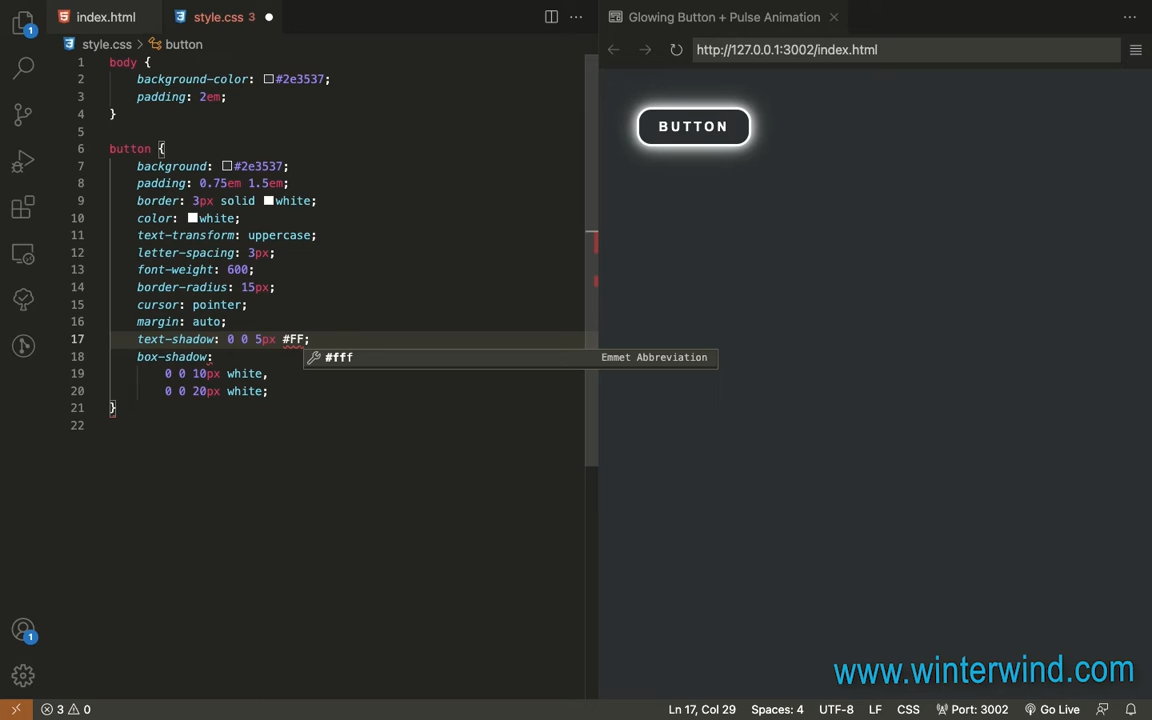 index.html
style.css 3
Glowing Button + Pulse Animation
style.css
button
http://127.0.0.1:3002/index.html
1 body {
2 background-color: #2e3537;
3 padding: 2em;
4 }
5
6 button {
7 background: #2e3537;
8 padding: 0.75em 1.5em;
9 border: 3px solid white;
10 color: white;
11 text-transform: uppercase;
12 letter-spacing: 3px;
13 font-weight: 600;
14 border-radius: 15px;
15 cursor: pointer;
16 margin: auto;
17 text-shadow: 0 0 5px #FF;
18 box-shadow:
#fff Emmet Abbreviation
19 0 0 10px white,
20 0 0 20px white;
21 }
22
BUTTON
1
1
www.winterwind.com
3 0
Ln 17, Col 29
Spaces: 4
UTF-8
LF
CSS
Port: 3002
Go Live